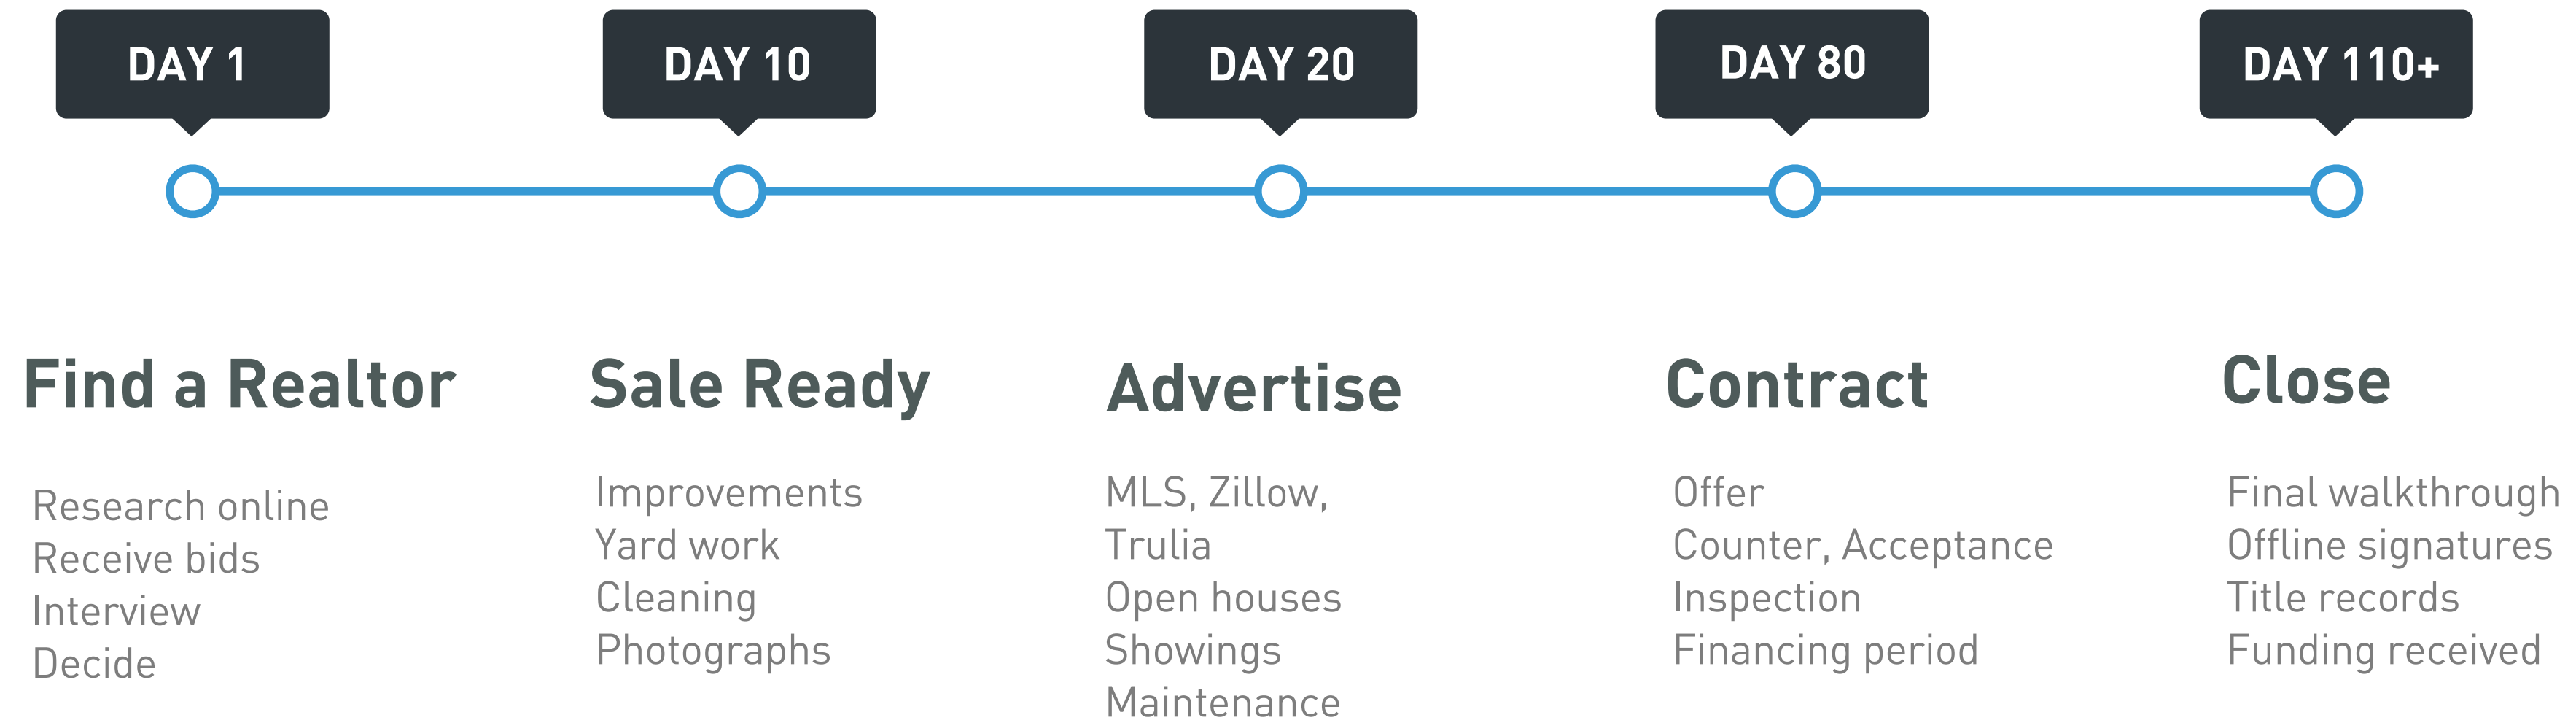 DAY 1
DAY 10
DAY 20
DAY 80
DAY 110+
Find a Realtor
Research online
Receive bids
Interview
Decide
Sale Ready
Improvements
Yard work
Cleaning
Photographs
Advertise
MLS, Zillow,
Trulia
Open houses
Showings
Maintenance
Contract
Offer
Counter, Acceptance
Inspection
Financing period
Close
Final walkthrough
Offline signatures
Title records
Funding received